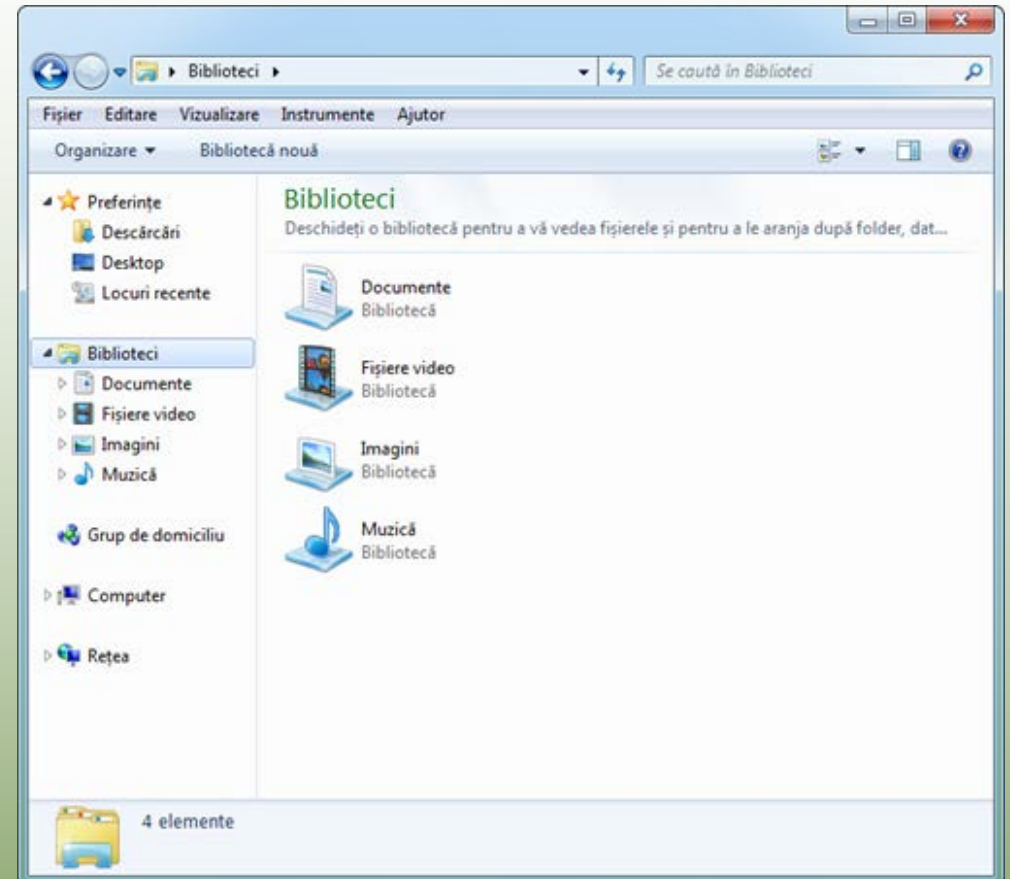 Biblioteci
Se caută în Biblioteci
Fișier Editare Vizualizare Instrumente Ajutor
Organizare Bibliotecă nouă
Preferințe
Descărcări
Desktop
Locuri recente
Biblioteci
Documente
Fișiere video
Imagini
Muzică
Grup de domiciliu
Computer
Rețea
Biblioteci
Deschideți o bibliotecă pentru a vă vedea fișierele și pentru a le aranja după folder, dat...
Documente
Bibliotecă
Fișiere video
Bibliotecă
Imagini
Bibliotecă
Muzică
Bibliotecă
4 elemente